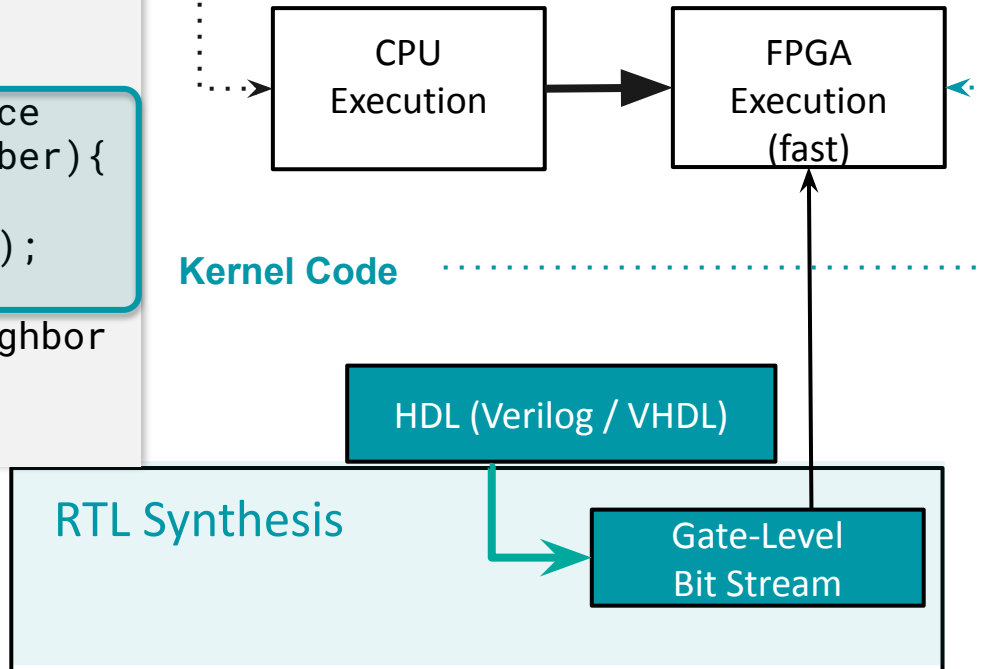 CPU
Execution
FPGA
Execution
(fast)
ce
ber){
);
ghbor
Kernel Code
HDL (Verilog / VHDL)
RTL Synthesis
Gate-Level
Bit Stream